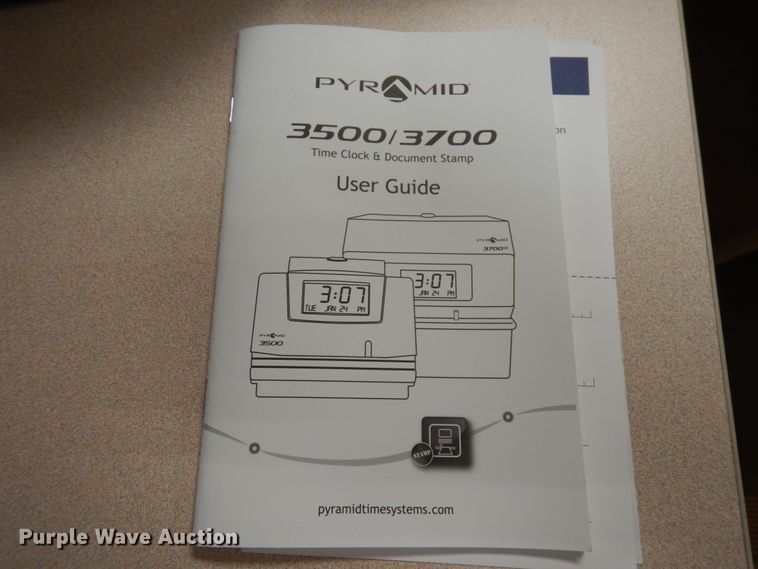 PYRAMID
3500/3700
Time Clock & Document Stamp
User Guide
on
PYRAMID
3700
3:07
JAN 24 PM
3:07
TUE JAN 24 PM
PYRAMID
3500
STAMP
pyramidtimesystems.com
Purple Wave Auction